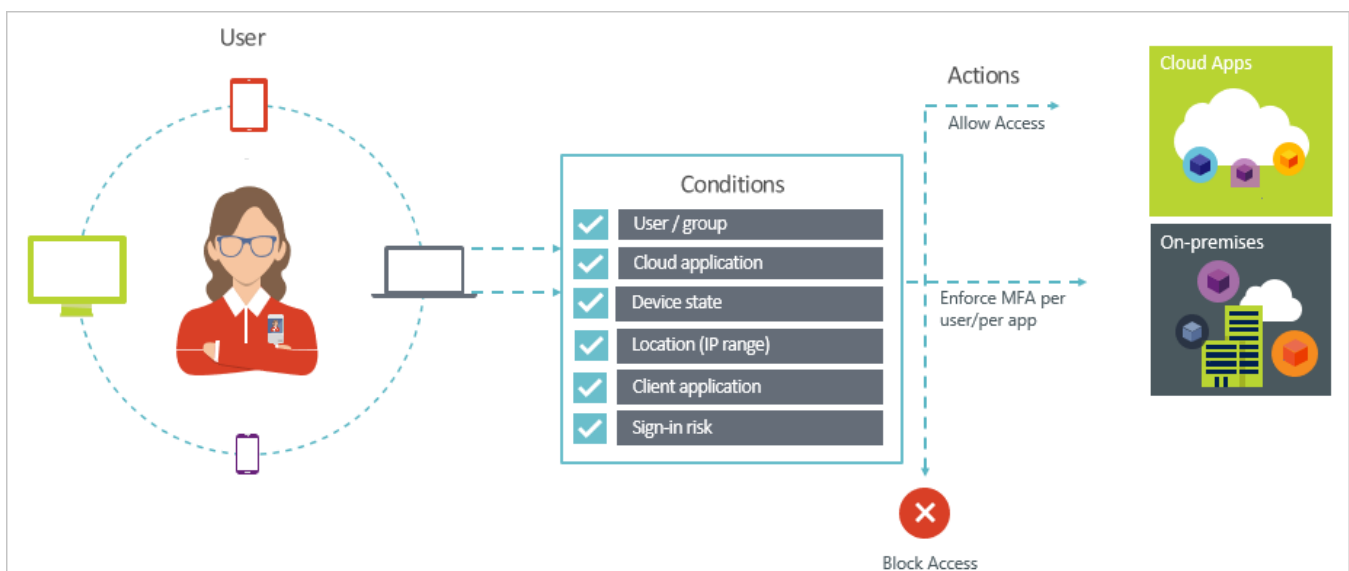 User
Conditions
User / group
Cloud application
Device state
Location (IP range)
Client application
Sign-in risk
Actions
Allow Access
Enforce MFA per
user/per app
Block Access
Cloud Apps
On-premises